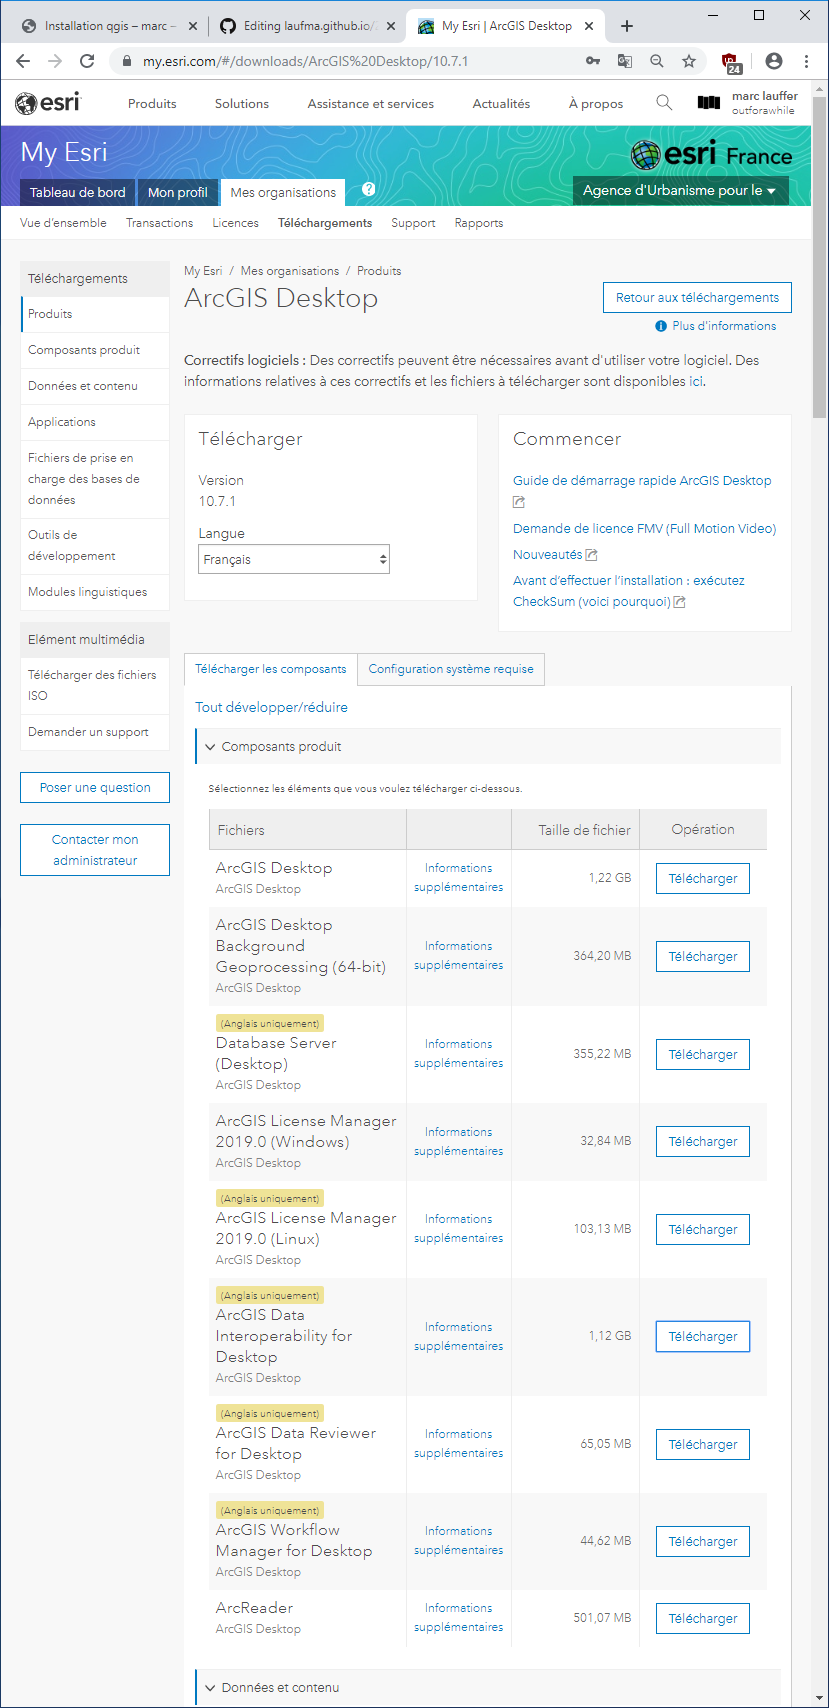 Installation qgis – marc –
Editing laufma.github.io/
My Esri | ArcGIS Desktop
my.esri.com/#/downloads/ArcGIS%20Desktop/10.7.1
24
esri
Produits
Solutions
Assistance et services
Actualités
À propos
marc lauffer
outforawhile
My Esri
esri France
Tableau de bord
Mon profil
Mes organisations
?
Agence d'Urbanisme pour le
Vue d'ensemble
Transactions
Licences
Téléchargements
Support
Rapports
Téléchargements
Produits
Composants produit
Données et contenu
Applications
Fichiers de prise en
charge des bases de
données
Outils de
développement
Modules linguistiques
Elément multimédia
Télécharger des fichiers
ISO
Demander un support
Poser une question
Contacter mon
administrateur
My Esri / Mes organisations / Produits
ArcGIS Desktop
Retour aux téléchargements
Plus d'informations
Correctifs logiciels : Des correctifs peuvent être nécessaires avant d'utiliser votre logiciel. Des
informations relatives à ces correctifs et les fichiers à télécharger sont disponibles ici.
Télécharger
Version
10.7.1
Langue
Français
Commencer
Guide de démarrage rapide ArcGIS Desktop
Demande de licence FMV (Full Motion Video)
Nouveautés
Avant d'effectuer l'installation : exécutez
CheckSum (voici pourquoi)
Télécharger les composants
Configuration système requise
Tout développer/réduire
Composants produit
Sélectionnez les éléments que vous voulez télécharger ci-dessous.
Fichiers
Taille de fichier
Opération
ArcGIS Desktop
ArcGIS Desktop
Informations
supplémentaires
1,22 GB
Télécharger
ArcGIS Desktop
Background
Geoprocessing (64-bit)
ArcGIS Desktop
Informations
supplémentaires
364,20 MB
Télécharger
(Anglais uniquement)
Database Server
(Desktop)
ArcGIS Desktop
Informations
supplémentaires
355,22 MB
Télécharger
ArcGIS License Manager
2019.0 (Windows)
ArcGIS Desktop
Informations
supplémentaires
32,84 MB
Télécharger
(Anglais uniquement)
ArcGIS License Manager
2019.0 (Linux)
ArcGIS Desktop
Informations
supplémentaires
103,13 MB
Télécharger
(Anglais uniquement)
ArcGIS Data
Interoperability for
Desktop
ArcGIS Desktop
Informations
supplémentaires
1,12 GB
Télécharger
(Anglais uniquement)
ArcGIS Data Reviewer
for Desktop
ArcGIS Desktop
Informations
supplémentaires
65,05 MB
Télécharger
(Anglais uniquement)
ArcGIS Workflow
Manager for Desktop
ArcGIS Desktop
Informations
supplémentaires
44,62 MB
Télécharger
ArcReader
ArcGIS Desktop
Informations
supplémentaires
501,07 MB
Télécharger
Données et contenu